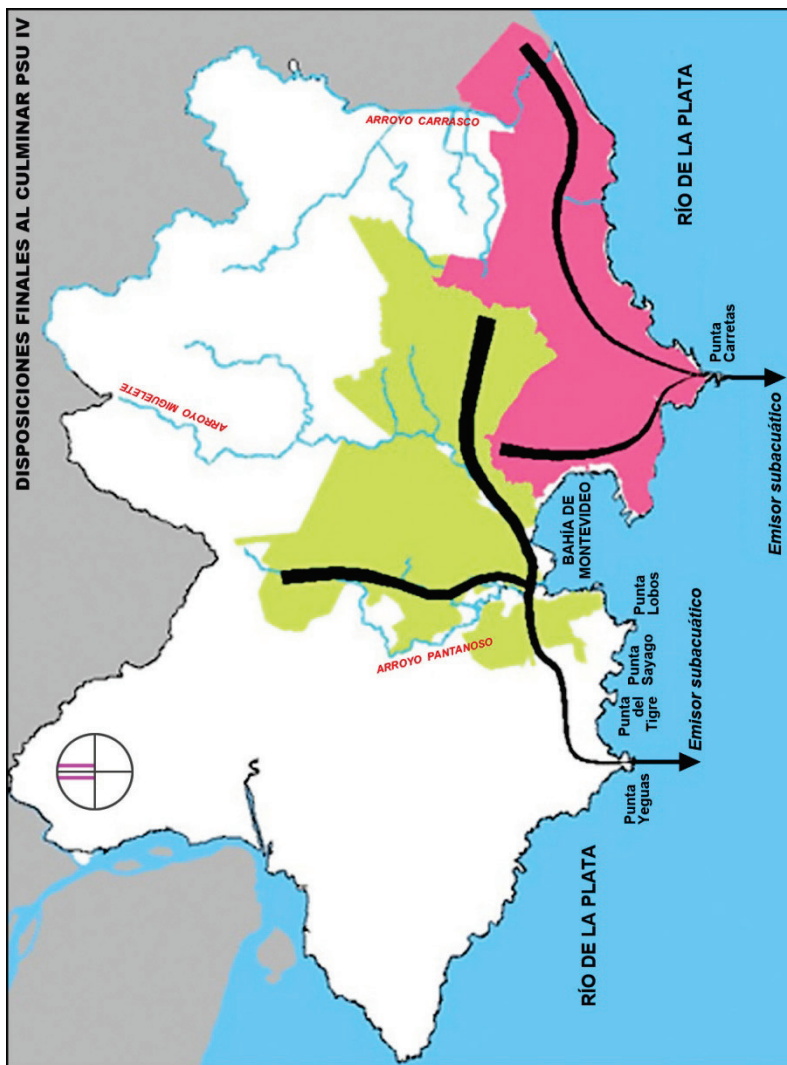 DISPOSICIONES FINALES AL CULMINAR PSU IV
ARROYO CARRASCO
ARROYO MIGUELETE
RÍO DE LA PLATA
ARROYO PANTANOSO
BAHÍA DE
MONTEVIDEO
Punta
Carretas
Emisor subacuático
Punta
Lobos
Punta
Sayago
Punta
del
Tigre
Emisor subacuático
Punta
Yeguas
RÍO DE LA PLATA